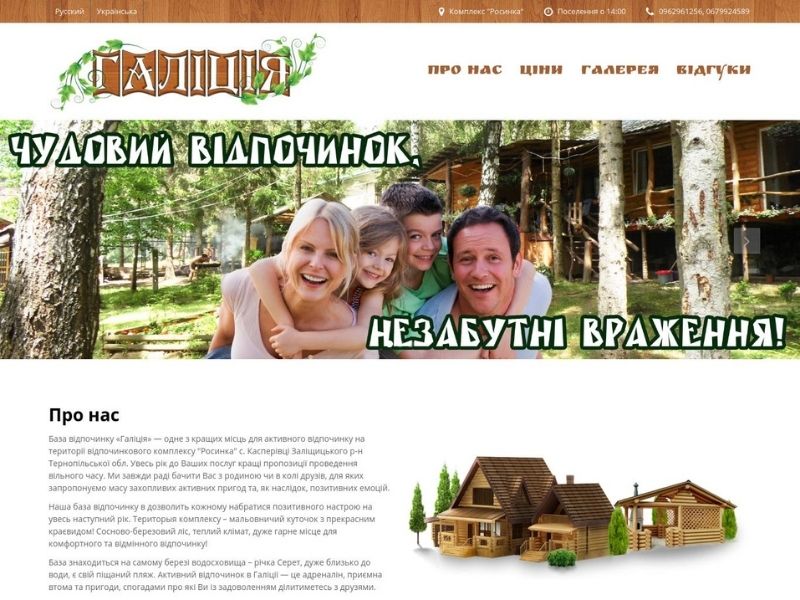 Русский Українська Комплекс "Росинка" Поселення о 14:00 0962961256, 0679924589
ГАЛІЦІЯ
ПРО НАС ЦІНИ ГАЛЕРЕЯ ВІДГУКИ
ЧУДОВИЙ ВІДПОЧИНОК,
НЕЗАБУТНІ ВРАЖЕННЯ!
Про нас
База відпочинку «Галіція» — одне з кращих місць для активного відпочинку на
території відпочинкового комплексу "Росинка" с. Касперівці Заліщицького р-н
Тернопільської обл. Увесь рік до Ваших послуг кращі пропозиції проведення
вільного часу. Ми завжди раді бачити Вас з родиною чи в колі друзів, для яких
запропонуємо масу захопливих активних пригод та, як наслідок, позитивних емоцій.
Наша база відпочинку в дозволить кожному набратися позитивного настрою на
увесь наступний рік. Територыя комплексу – мальовничий куточок з прекрасним
краєвидом! Сосново-березовий ліс, теплий клімат, дуже гарне місце для
комфортного та відмінного відпочинку!
База знаходиться на самому березі водосховища – річка Серет, дуже близько до
води, є свій піщаний пляж. Активний відпочинок в Галіції — це адреналін, приємна
втома та пригоди, спогадами про які Ви із задоволенням ділитиметесь з друзями.